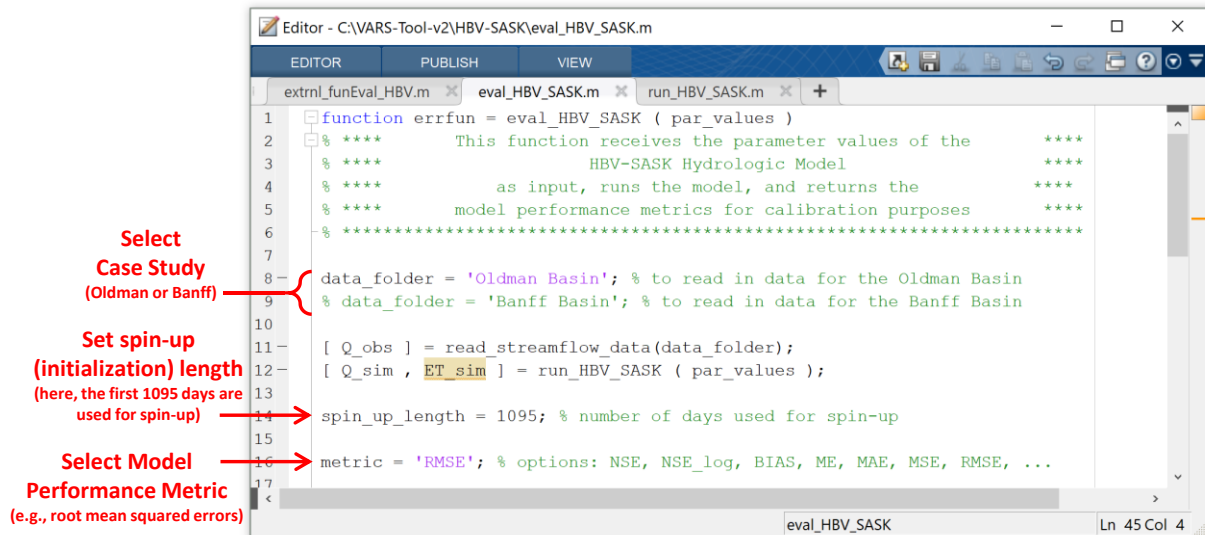 Editor - C:\VARS-Tool-v2\HBV-SASK\eval_HBV_SASK.m
EDITOR PUBLISH VIEW
extrnl_funEval_HBV.m eval_HBV_SASK.m run_HBV_SASK.m
1 function errfun = eval_HBV_SASK ( par_values )
2 % **** This function receives the parameter values of the ****
3 % **** HBV-SASK Hydrologic Model ****
4 % **** as input, runs the model, and returns the ****
5 % **** model performance metrics for calibration purposes ****
6 % ***********************************************************************
7
8 data_folder = 'Oldman Basin'; % to read in data for the Oldman Basin
9 % data_folder = 'Banff Basin'; % to read in data for the Banff Basin
10
11 [ Q_obs ] = read_streamflow_data(data_folder);
12 [ Q_sim , ET_sim ] = run_HBV_SASK ( par_values );
13
14 spin_up_length = 1095; % number of days used for spin-up
15
16 metric = 'RMSE'; % options: NSE, NSE_log, BIAS, ME, MAE, MSE, RMSE, ...
17
eval_HBV_SASK Ln 45 Col 4
Select
Case Study
(Oldman or Banff)
Set spin-up
(initialization) length
(here, the first 1095 days are
used for spin-up)
Select Model
Performance Metric
(e.g., root mean squared errors)